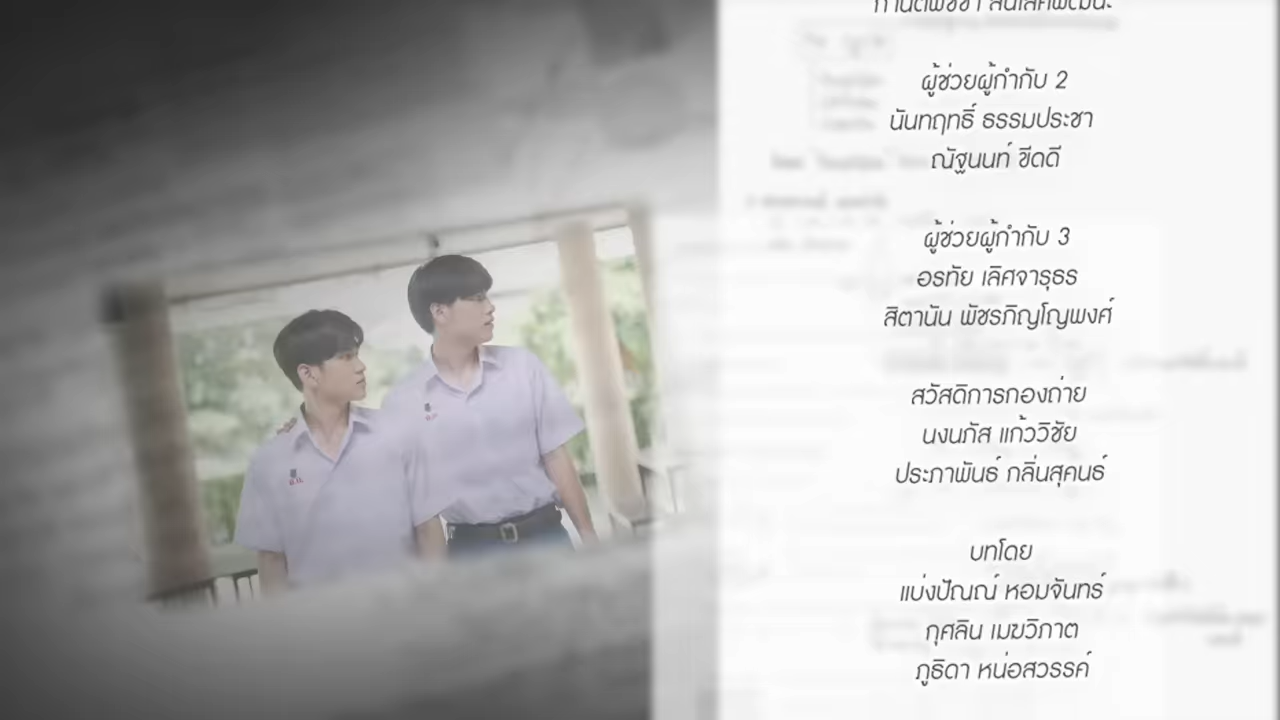 ผู้ช่วยผู้กำกับ 2
นันทฤทธิ์ ธรรมประชา
ณัฐนนท์ ขีดดี
ผู้ช่วยผู้กำกับ 3
อรทัย เลิศจารุธร
สิตานัน พัชรภิญโญพงศ์
สวัสดิการกองถ่าย
นงนภัส แก้ววิชัย
ประภาพันธ์ กลิ่นสุคนธ์
บทโดย
แบ่งปัณณ์ หอมจันทร์
กุศลิน เมฆวิภาต
ภูธิดา หน่อสวรรค์